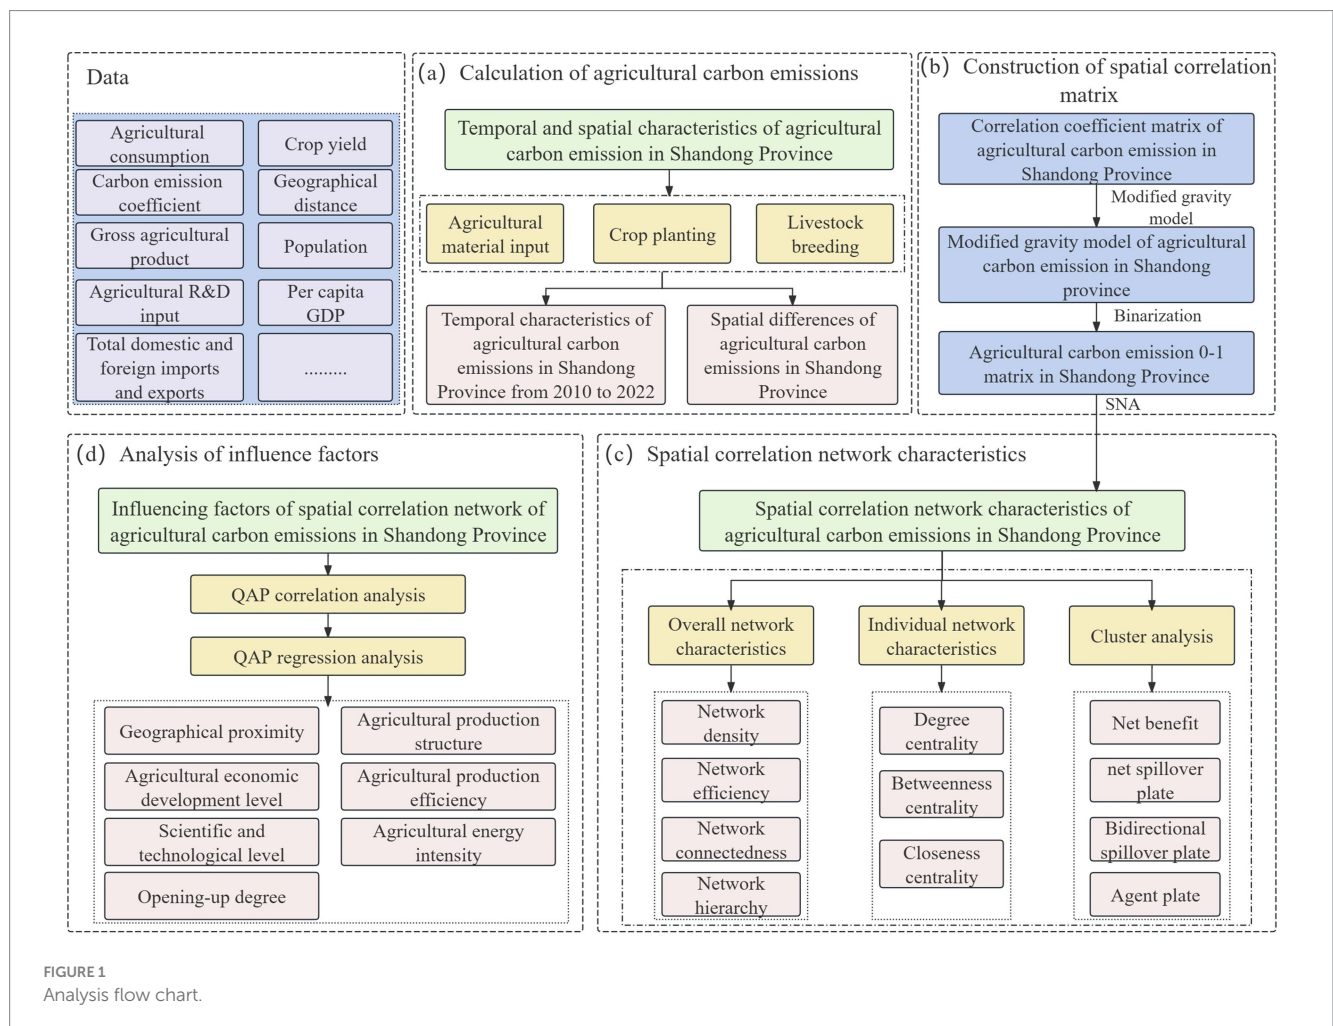 Data
Agricultural
consumption
Crop yield
Carbon emission
coefficient
Geographical
distance
Gross agricultural
product
Population
Agricultural R&D
input
Per capita
GDP
Total domestic and
foreign imports
and exports
.........
(a) Calculation of agricultural carbon emissions
Temporal and spatial characteristics of agricultural
carbon emission in Shandong Province
Agricultural
material input
Crop planting
Livestock
breeding
Temporal characteristics of
agricultural carbon
emissions in Shandong
Province from 2010 to 2022
Spatial differences of
agricultural carbon
emissions in Shandong
Province
(b) Construction of spatial correlation
matrix
Correlation coefficient matrix of
agricultural carbon emission in
Shandong Province
Modified gravity
model
Modified gravity model of agricultural
carbon emission in Shandong
province
Binarization
Agricultural carbon emission 0-1
matrix in Shandong Province
SNA
(d) Analysis of influence factors
Influencing factors of spatial correlation network of
agricultural carbon emissions in Shandong Province
QAP correlation analysis
QAP regression analysis
Geographical proximity
Agricultural production
structure
Agricultural economic
development level
Agricultural production
efficiency
Scientific and
technological level
Agricultural energy
intensity
Opening-up degree
(c) Spatial correlation network characteristics
Spatial correlation network characteristics of
agricultural carbon emissions in Shandong Province
Overall network
characteristics
Individual network
characteristics
Cluster analysis
Network
density
Network
efficiency
Network
connectedness
Network
hierarchy
Degree
centrality
Betweenness
centrality
Closeness
centrality
Net benefit
net spillover
plate
Bidirectional
spillover plate
Agent plate
FIGURE 1
Analysis flow chart.